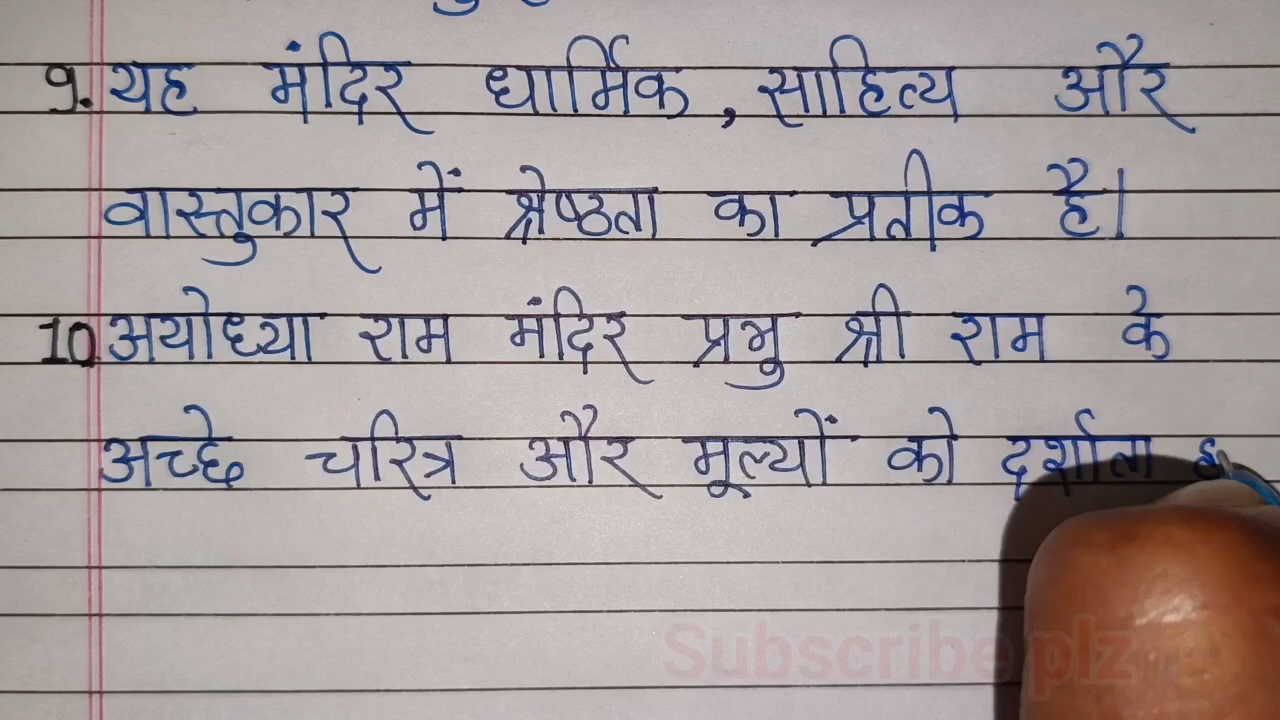 9. यह मंदिर धार्मिक, साहित्य और
वास्तुकार में श्रेष्ठता का प्रतीक है।
10 अयोध्या राम मंदिर प्रभु श्री राम के
अच्छे चरित्र और मूल्यों को दर्शाता
Subscribe plz